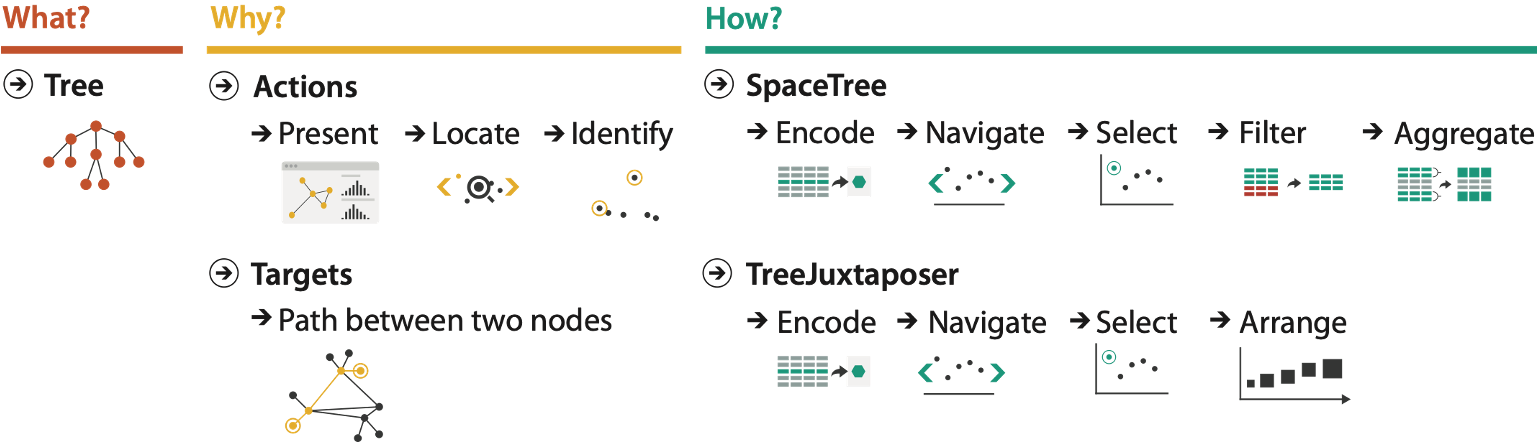 What?
Why?
How?
Tree
Actions
Present Locate Identify
Targets
Path between two nodes
SpaceTree
Encode Navigate Select Filter Aggregate
TreeJuxtaposer
Encode Navigate Select Arrange